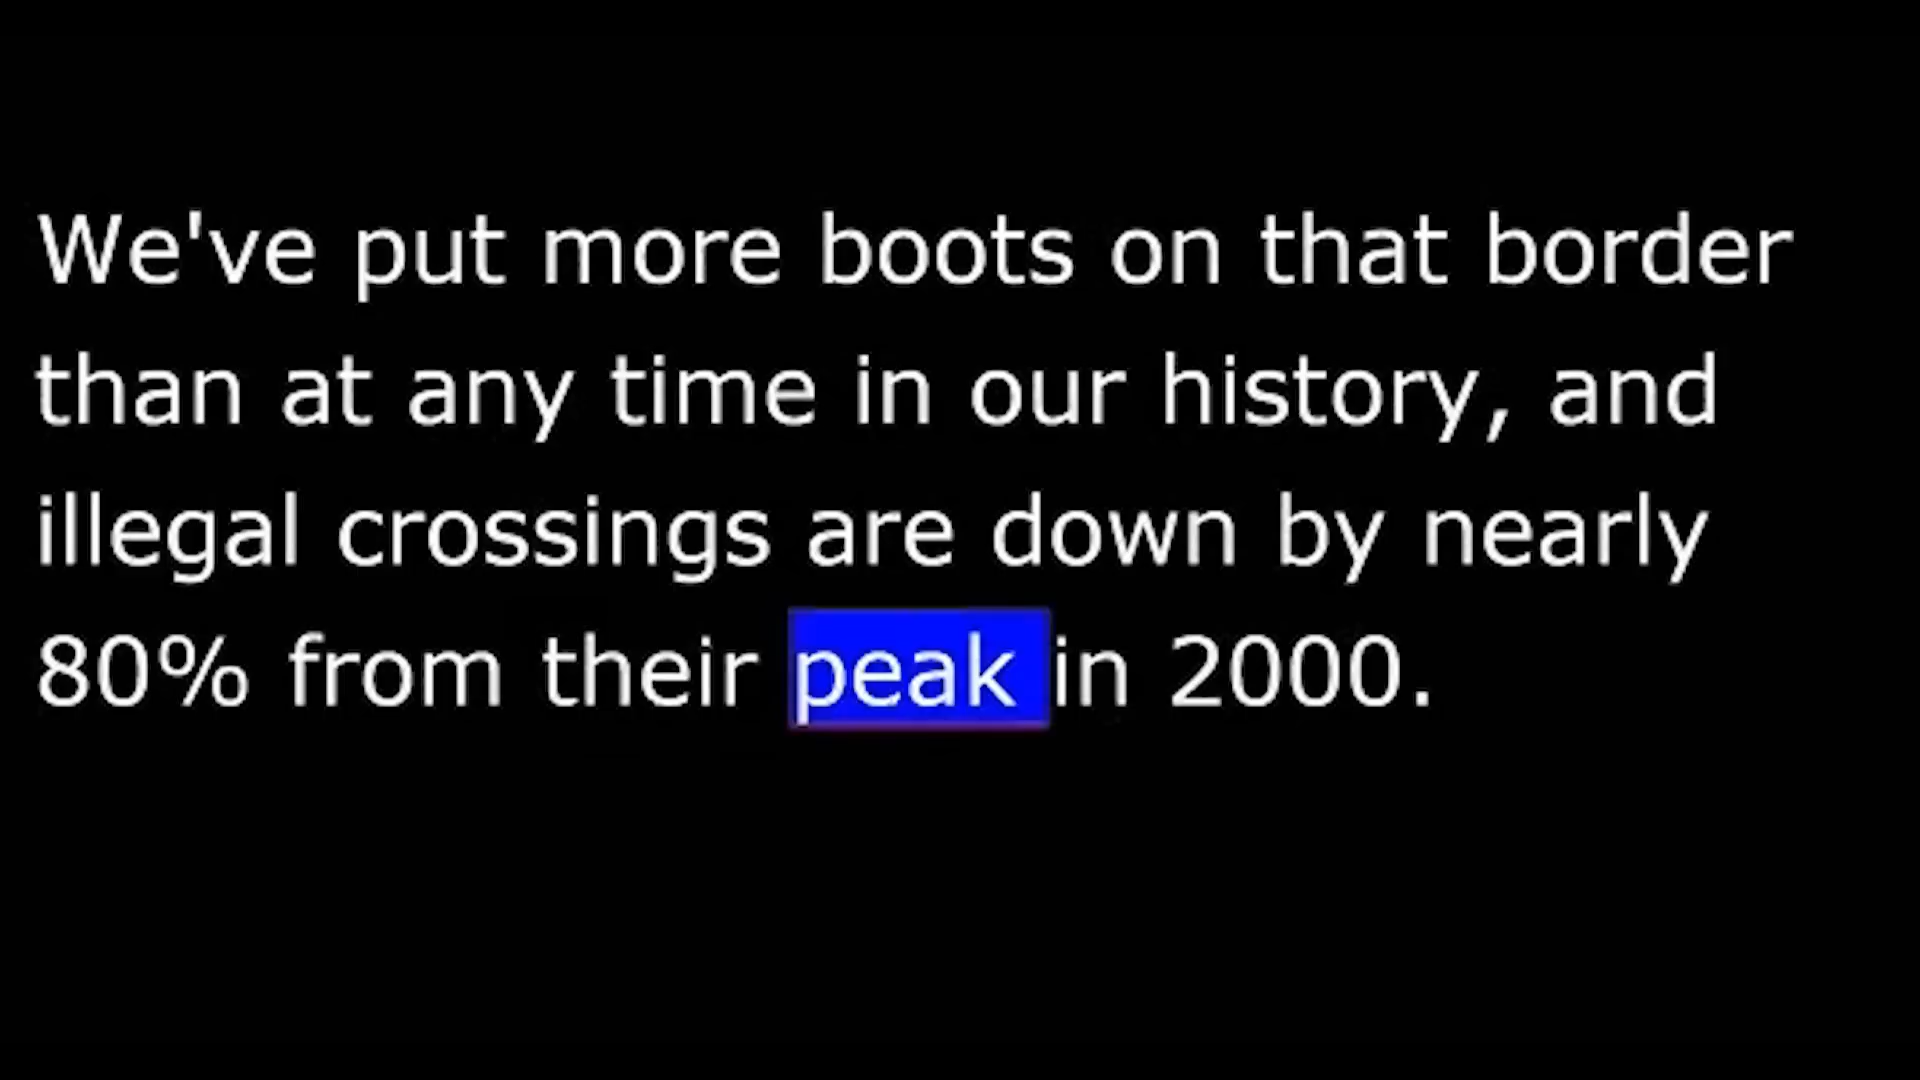 We've put more boots on that border
than at any time in our history, and
illegal crossings are down by nearly
80% from their peak in 2000.